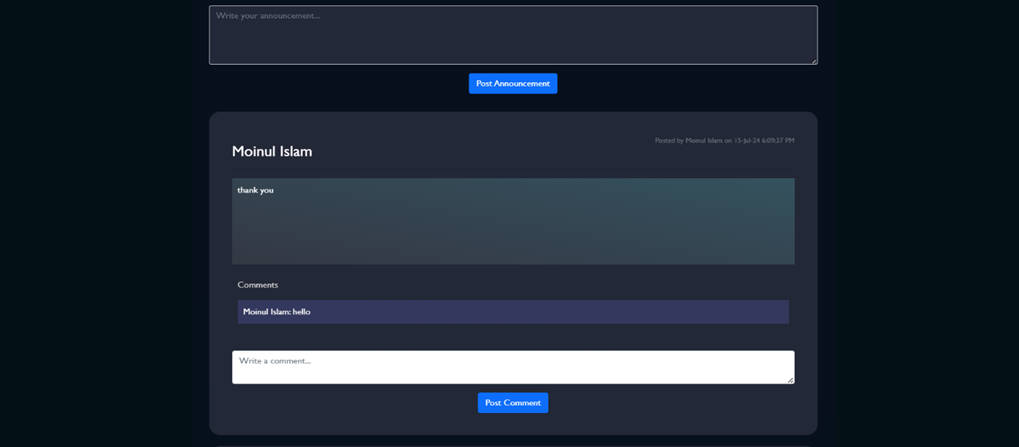 Write your announcement...
Post Announcement
Posted by Moinul Islam on 15-Jul-24 6:09:37 PM
Moinul Islam
thank you
Comments
Moinul Islam: hello
Write a comment...
Post Comment